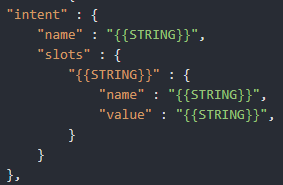 "intent" : {
"name" : "{{STRING}}",
"slots" : {
"{{STRING}}" : {
"name" : "{{STRING}}",
"value" : "{{STRING}}",
}
}
},